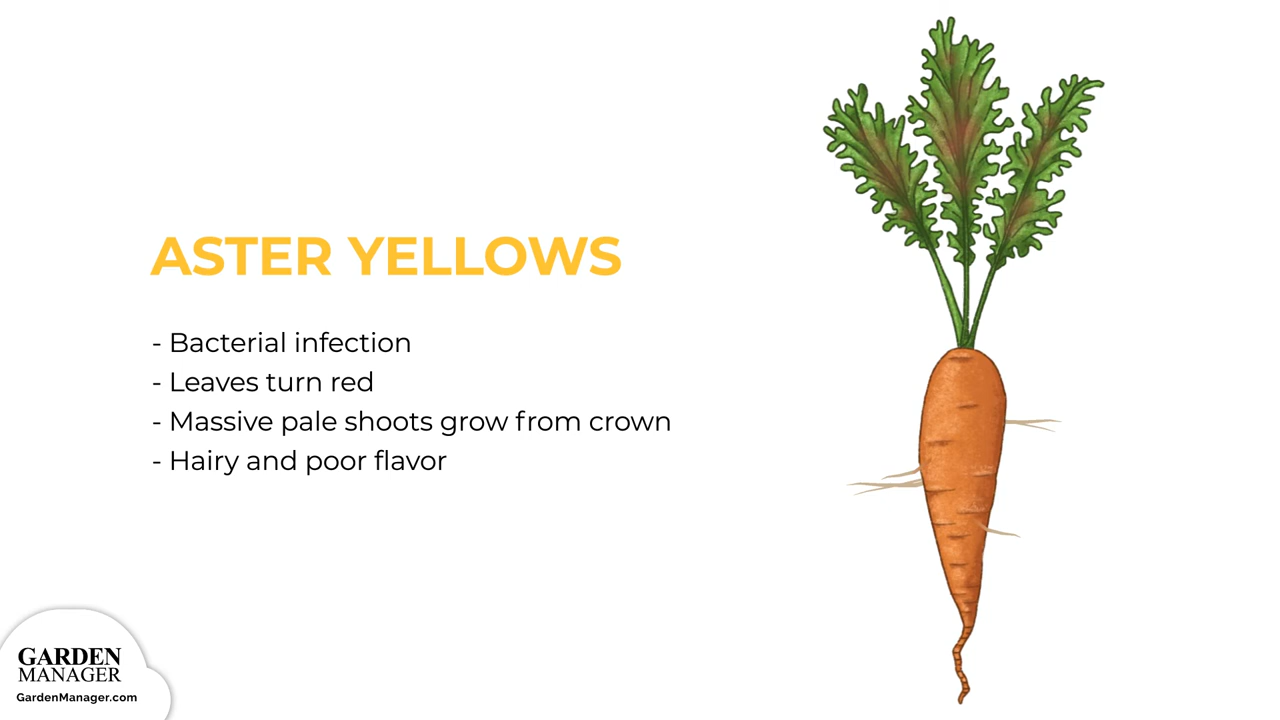 ASTER YELLOWS
- Bacterial infection
- Leaves turn red
- Massive pale shoots grow from crown
- Hairy and poor flavor
GARDEN
MANAGER
GardenManager.com